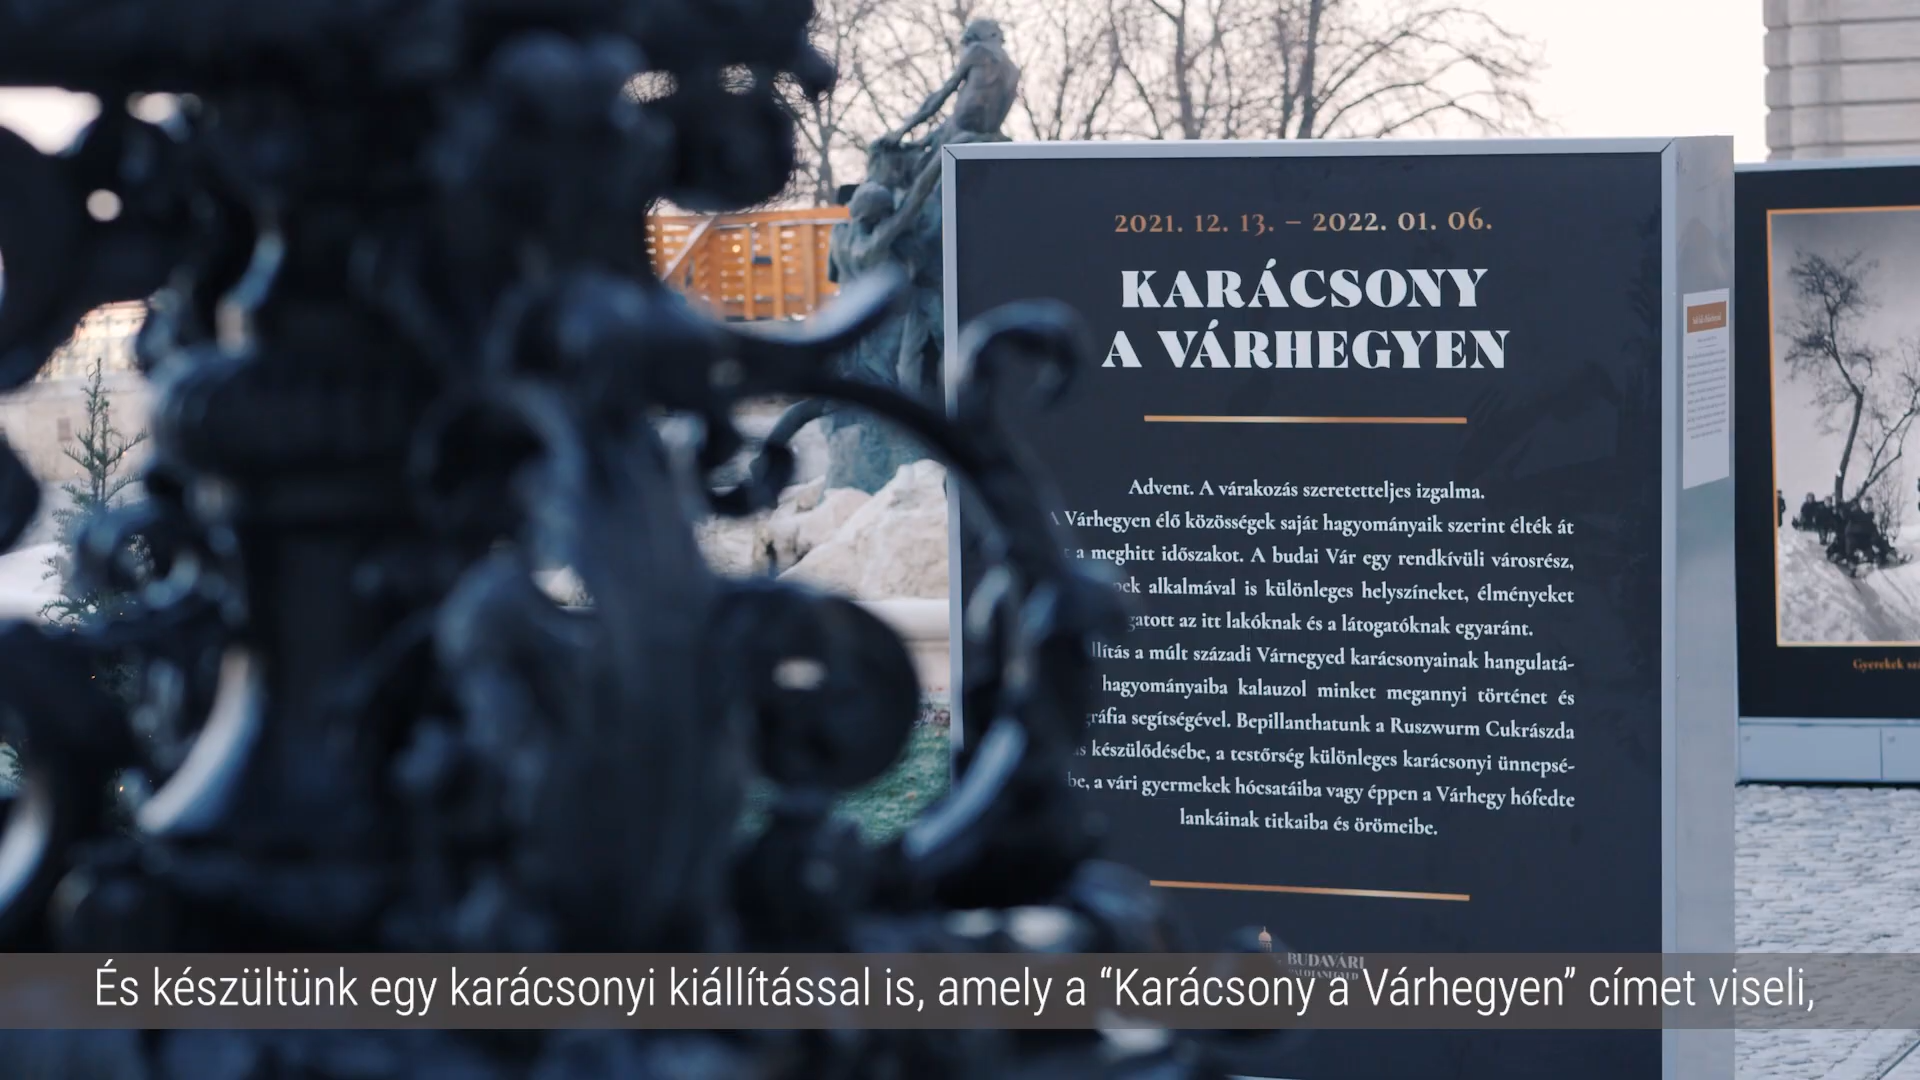 2021. 12. 13. – 2022. 01. 06.
KARÁCSONY
A VÁRHEGYEN
Advent. A várakozás szeretetteljes izgalma.
A Várhegyen élő közösségek saját hagyományaik szerint élték át
a meghitt időszakot. A budai Vár egy rendkívüli városrész,
alkalmával is különleges helyszíneket, élményeket
az itt lakóknak és a látogatóknak egyaránt.
a múlt századi Várnegyed karácsonyainak hangulatá-
hagyományaiba kalauzol minket megannyi történet és
segítségével. Bepillanthatunk a Ruszwurm Cukrászda
készülődésébe, a testőrség különleges karácsonyi ünnepsé-
be, a vári gyermekek hócsatáiba vagy éppen a Várhegy hófedte
lankáinak titkaiba és örömeibe.
BUDAVÁRI
Gyerekek
És készültünk egy karácsonyi kiállítással is, amely a “Karácsony a Várhegyen” címet viseli,